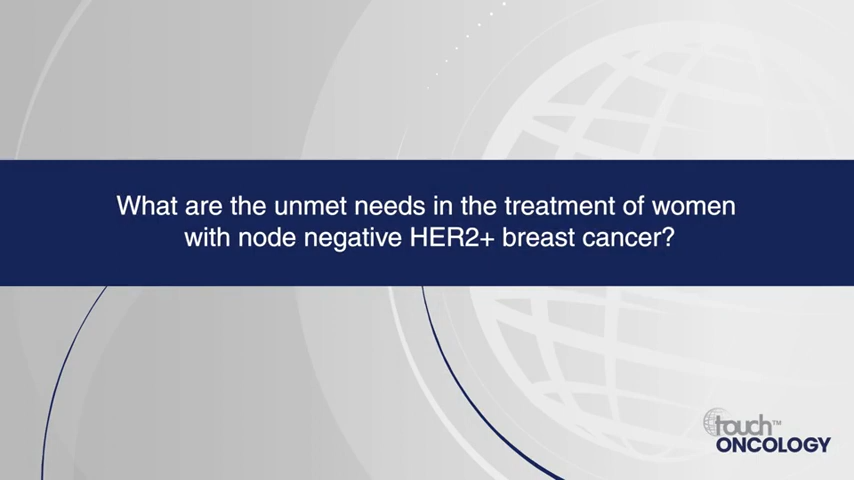 What are the unmet needs in the treatment of women
with node negative HER2+ breast cancer?
touch™
ONCOLOGY